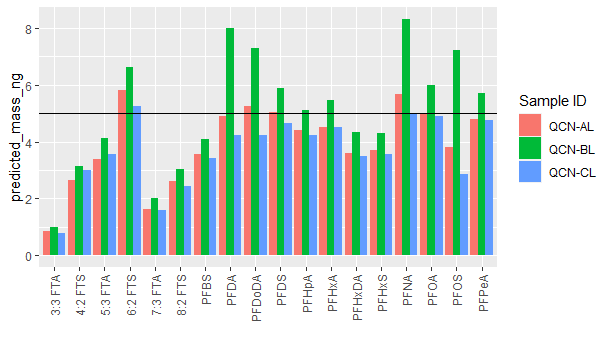 predicted_mass_ng
8
6
4
2
0
3:3 FTA
4:2 FTS
5:3 FTA
6:2 FTS
7:3 FTA
8:2 FTS
PFBS
PFDA
PFDoDA
PFDS
PFHpA
PFHxA
PFHxDA
PFHxS
PFNA
PFOA
PFOS
PFPeA
Sample ID
QCN-AL
QCN-BL
QCN-CL